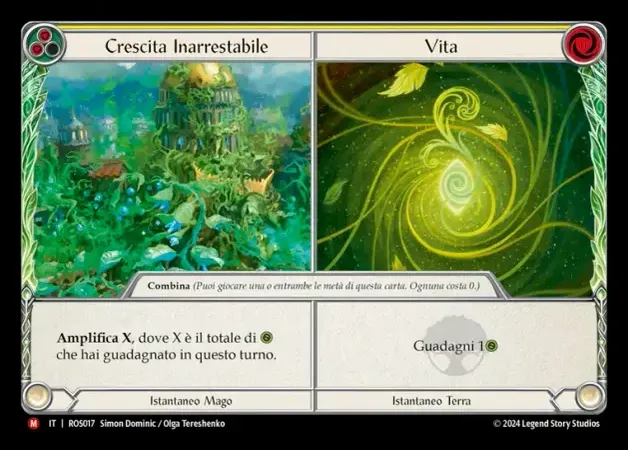 Crescita Inarrestabile
Vita
Combina (Puoi giocare una o entrambe le metà di questa carta. Ognuna costa 0.)
Amplifica X, dove X è il totale di
che hai guadagnato in questo turno.
Guadagni 1
Istantaneo Mago
Istantaneo Terra
M IT | ROS017 Simon Dominic / Olga Tereshenko
© 2024 Legend Story Studios